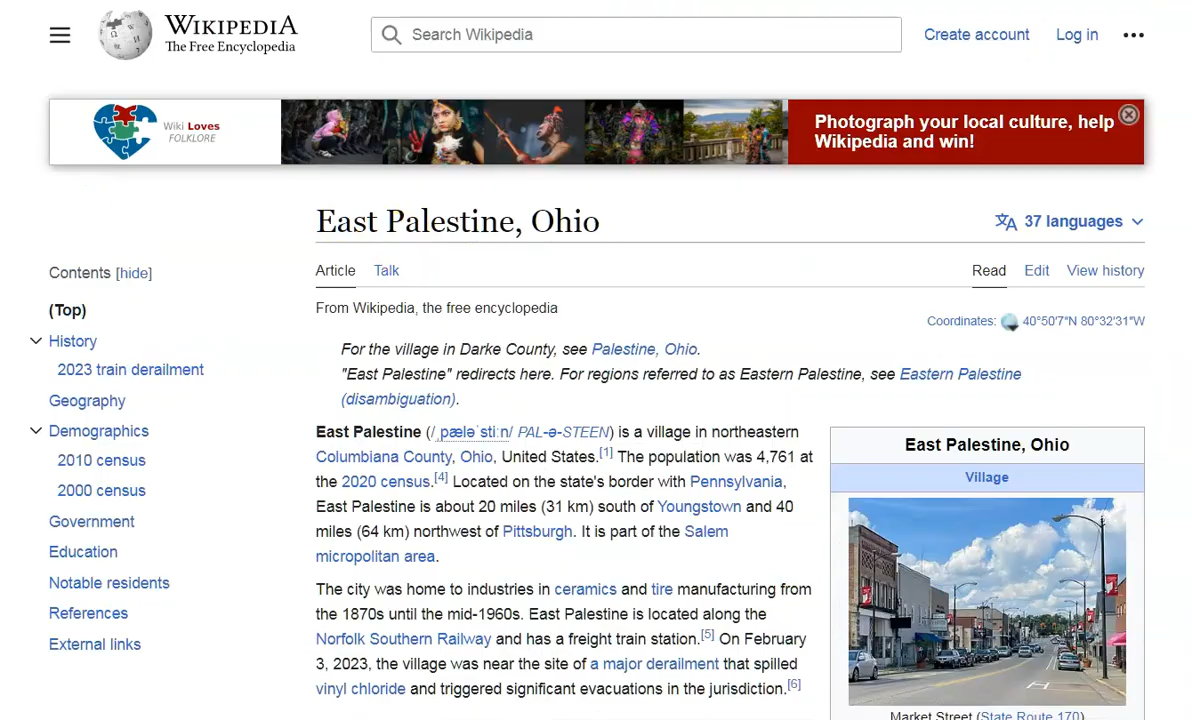 WIKIPEDIA
The Free Encyclopedia
Search Wikipedia
Create account
Log in
Wiki Loves
FOLKLORE
Photograph your local culture, help
Wikipedia and win!
East Palestine, Ohio
37 languages
Contents [hide]
(Top)
History
2023 train derailment
Geography
Demographics
2010 census
2000 census
Government
Education
Notable residents
References
External links
Article Talk
Read Edit View history
From Wikipedia, the free encyclopedia
Coordinates: 40°50′7″N 80°32′31″W
For the village in Darke County, see Palestine, Ohio.
"East Palestine" redirects here. For regions referred to as Eastern Palestine, see Eastern Palestine
(disambiguation).
East Palestine (/ˌpæləˈstiːn/ PAL-ə-STEEN) is a village in northeastern
Columbiana County, Ohio, United States.[1] The population was 4,761 at
the 2020 census.[4] Located on the state's border with Pennsylvania,
East Palestine is about 20 miles (31 km) south of Youngstown and 40
miles (64 km) northwest of Pittsburgh. It is part of the Salem
micropolitan area.
The city was home to industries in ceramics and tire manufacturing from
the 1870s until the mid-1960s. East Palestine is located along the
Norfolk Southern Railway and has a freight train station.[5] On February
3, 2023, the village was near the site of a major derailment that spilled
vinyl chloride and triggered significant evacuations in the jurisdiction.[6]
East Palestine, Ohio
Village
Market Street (State Route 170)